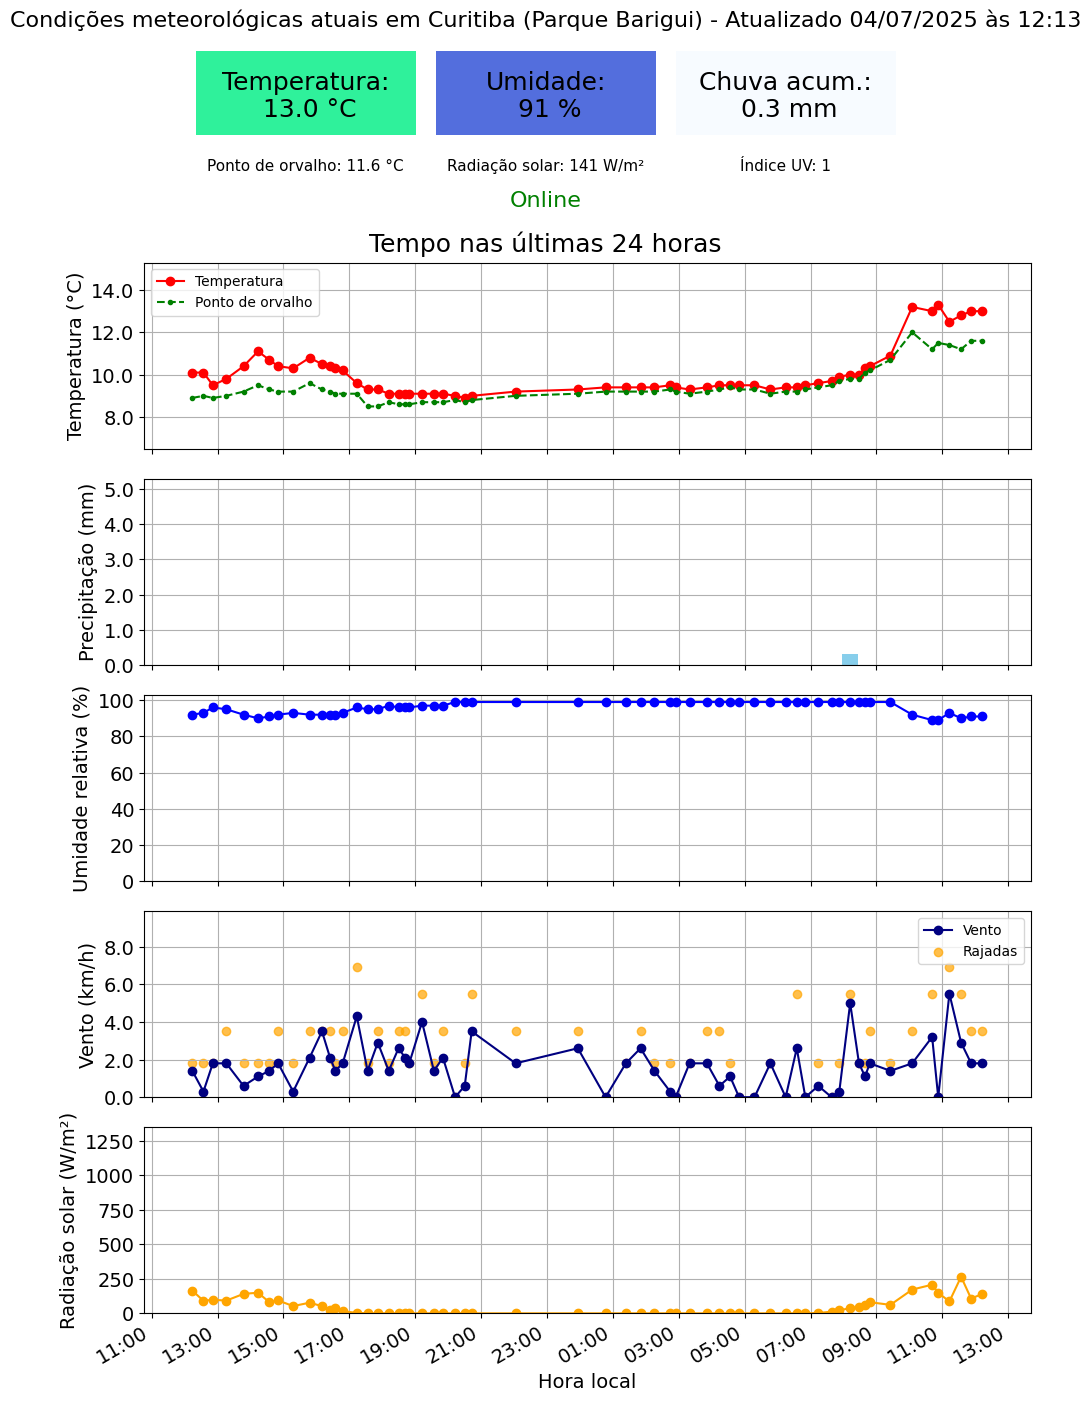 Condições meteorológicas atuais em Curitiba (Parque Barigui) - Atualizado 04/07/2025 às 12:13
Temperatura:
13.0 °C
Umidade:
91 %
Chuva acum.:
0.3 mm
Ponto de orvalho: 11.6 °C
Radiação solar: 141 W/m²
Índice UV: 1
Online
Tempo nas últimas 24 horas
Temperatura (°C)
14.0
12.0
10.0
8.0
Temperatura
Ponto de orvalho
Precipitação (mm)
5.0
4.0
3.0
2.0
1.0
0.0
Umidade relativa (%)
100
80
60
40
20
0
Vento (km/h)
8.0
6.0
4.0
2.0
0.0
Vento
Rajadas
Radiação solar (W/m²)
1250
1000
750
500
250
0
11:00
13:00
15:00
17:00
19:00
21:00
23:00
01:00
03:00
05:00
07:00
09:00
11:00
13:00
Hora local